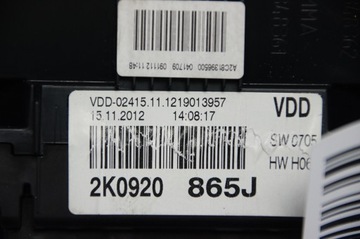 A2C81396500 041709 091112 11:48
VDD-02415.11.1219013957
15.11.2012 14:08:17 VDD
SW 0705
HW H06
2K0920 865J